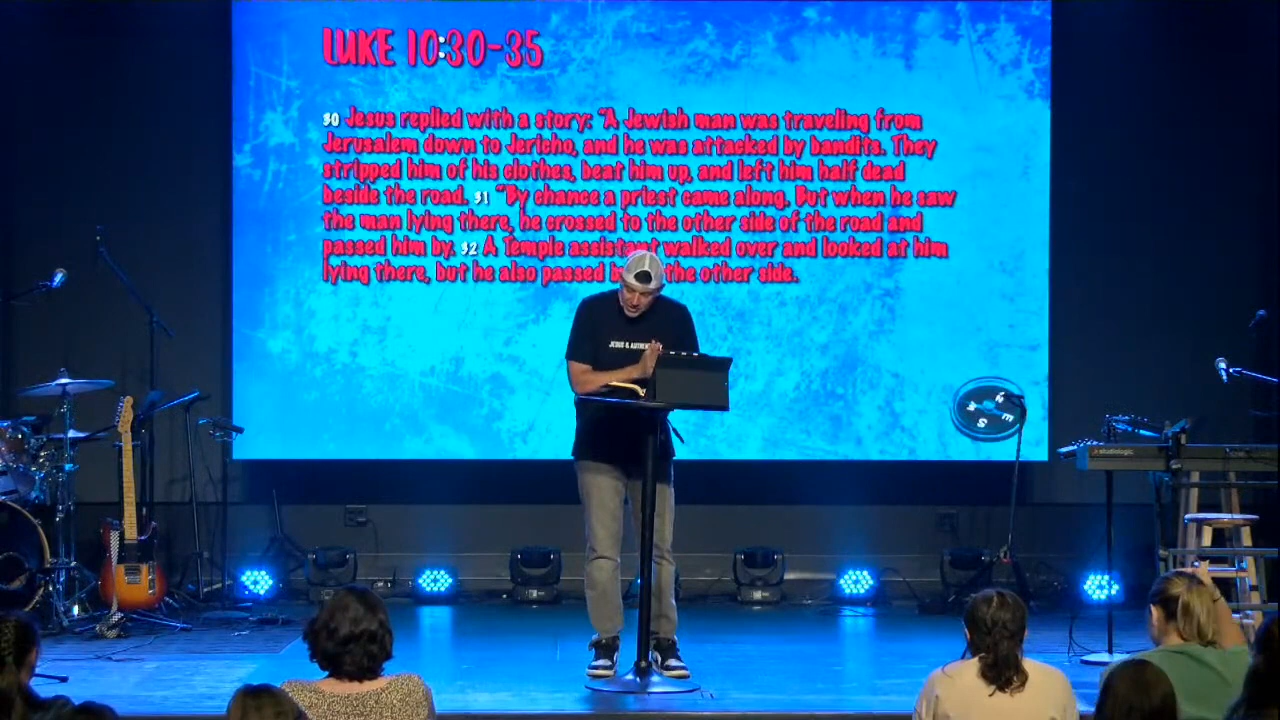 LUKE 10:30-35
30 Jesus replied with a story: “A Jewish man was traveling from
Jerusalem down to Jericho, and he was attacked by bandits. They
stripped him of his clothes, beat him up, and left him half dead
beside the road. 31 “By chance a priest came along. But when he saw
the man lying there, he crossed to the other side of the road and
passed him by. 32 A Temple assistant walked over and looked at him
lying there, but he also passed the other side.
JESUS IS
N
E
S
W
studiologic